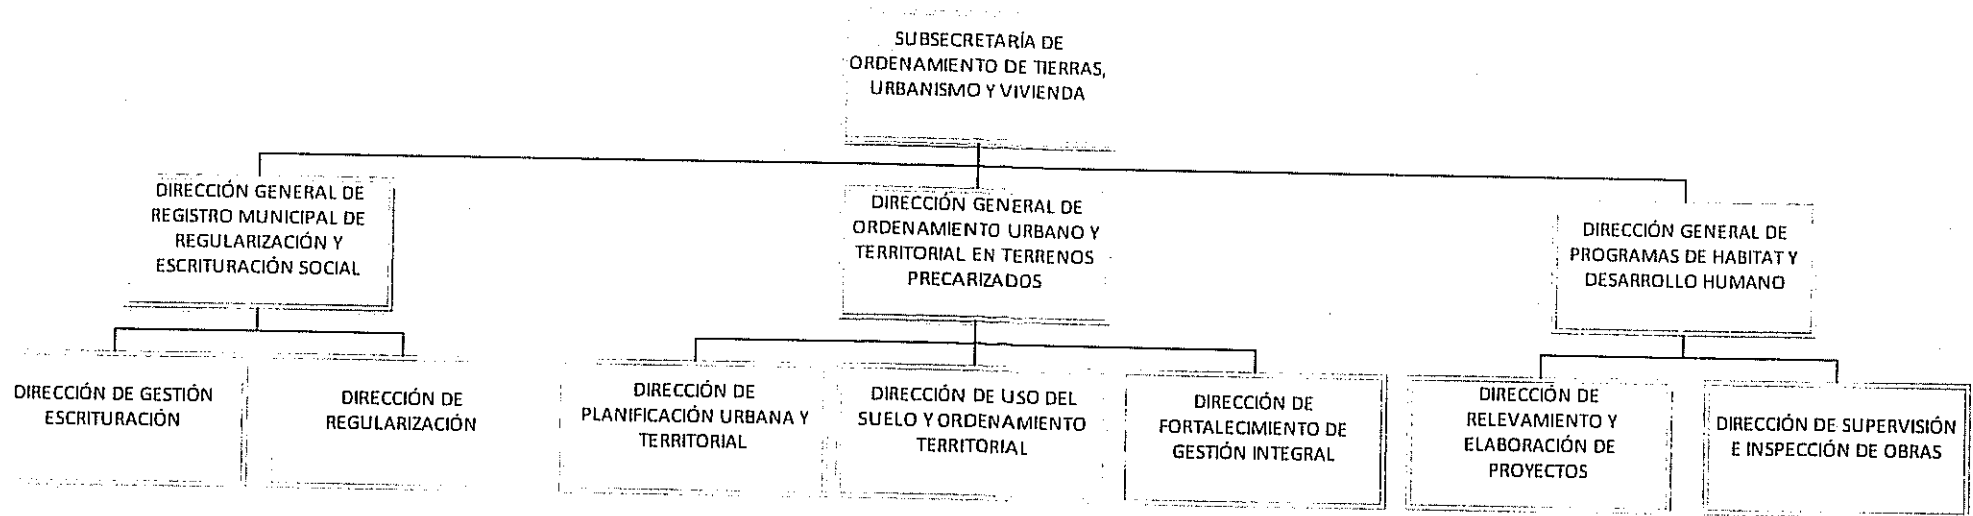 SUBSECRETARÍA DE
ORDENAMIENTO DE TIERRAS,
URBANISMO Y VIVIENDA
DIRECCIÓN GENERAL DE
REGISTRO MUNICIPAL DE
REGULARIZACIÓN Y
ESCRITURACIÓN SOCIAL
DIRECCIÓN GENERAL DE
ORDENAMIENTO URBANO Y
TERRITORIAL EN TERRENOS
PRECARIZADOS
DIRECCIÓN GENERAL DE
PROGRAMAS DE HABITAT Y
DESARROLLO HUMANO
DIRECCIÓN DE GESTIÓN
ESCRITURACIÓN
DIRECCIÓN DE
REGULARIZACIÓN
DIRECCIÓN DE
PLANIFICACIÓN URBANA Y
TERRITORIAL
DIRECCIÓN DE USO DEL
SUELO Y ORDENAMIENTO
TERRITORIAL
DIRECCIÓN DE
FORTALECIMIENTO DE
GESTIÓN INTEGRAL
DIRECCIÓN DE
RELEVAMIENTO Y
ELABORACIÓN DE
PROYECTOS
DIRECCIÓN DE SUPERVISIÓN
E INSPECCIÓN DE OBRAS